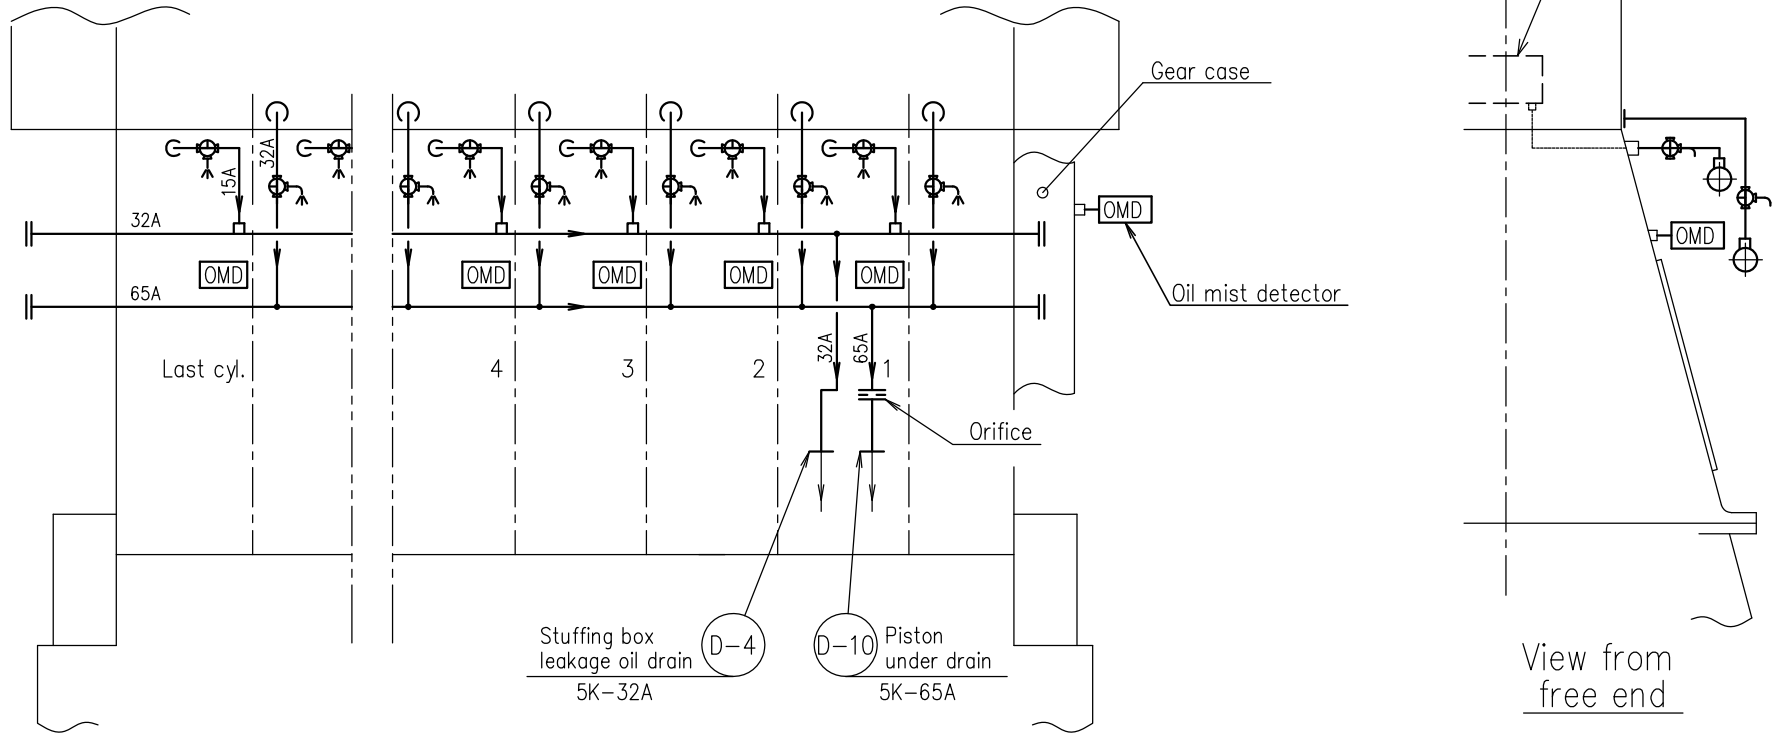 Gear case
32A
15A
32A
OMD
OMD
65A
OMD
OMD
OMD
OMD
OMD
Oil mist detector
32A
65A
Last cyl.
4
3
2
1
Orifice
Stuffing box
leakage oil drain
D-4
5K-32A
D-10
Piston
under drain
5K-65A
View from
free end